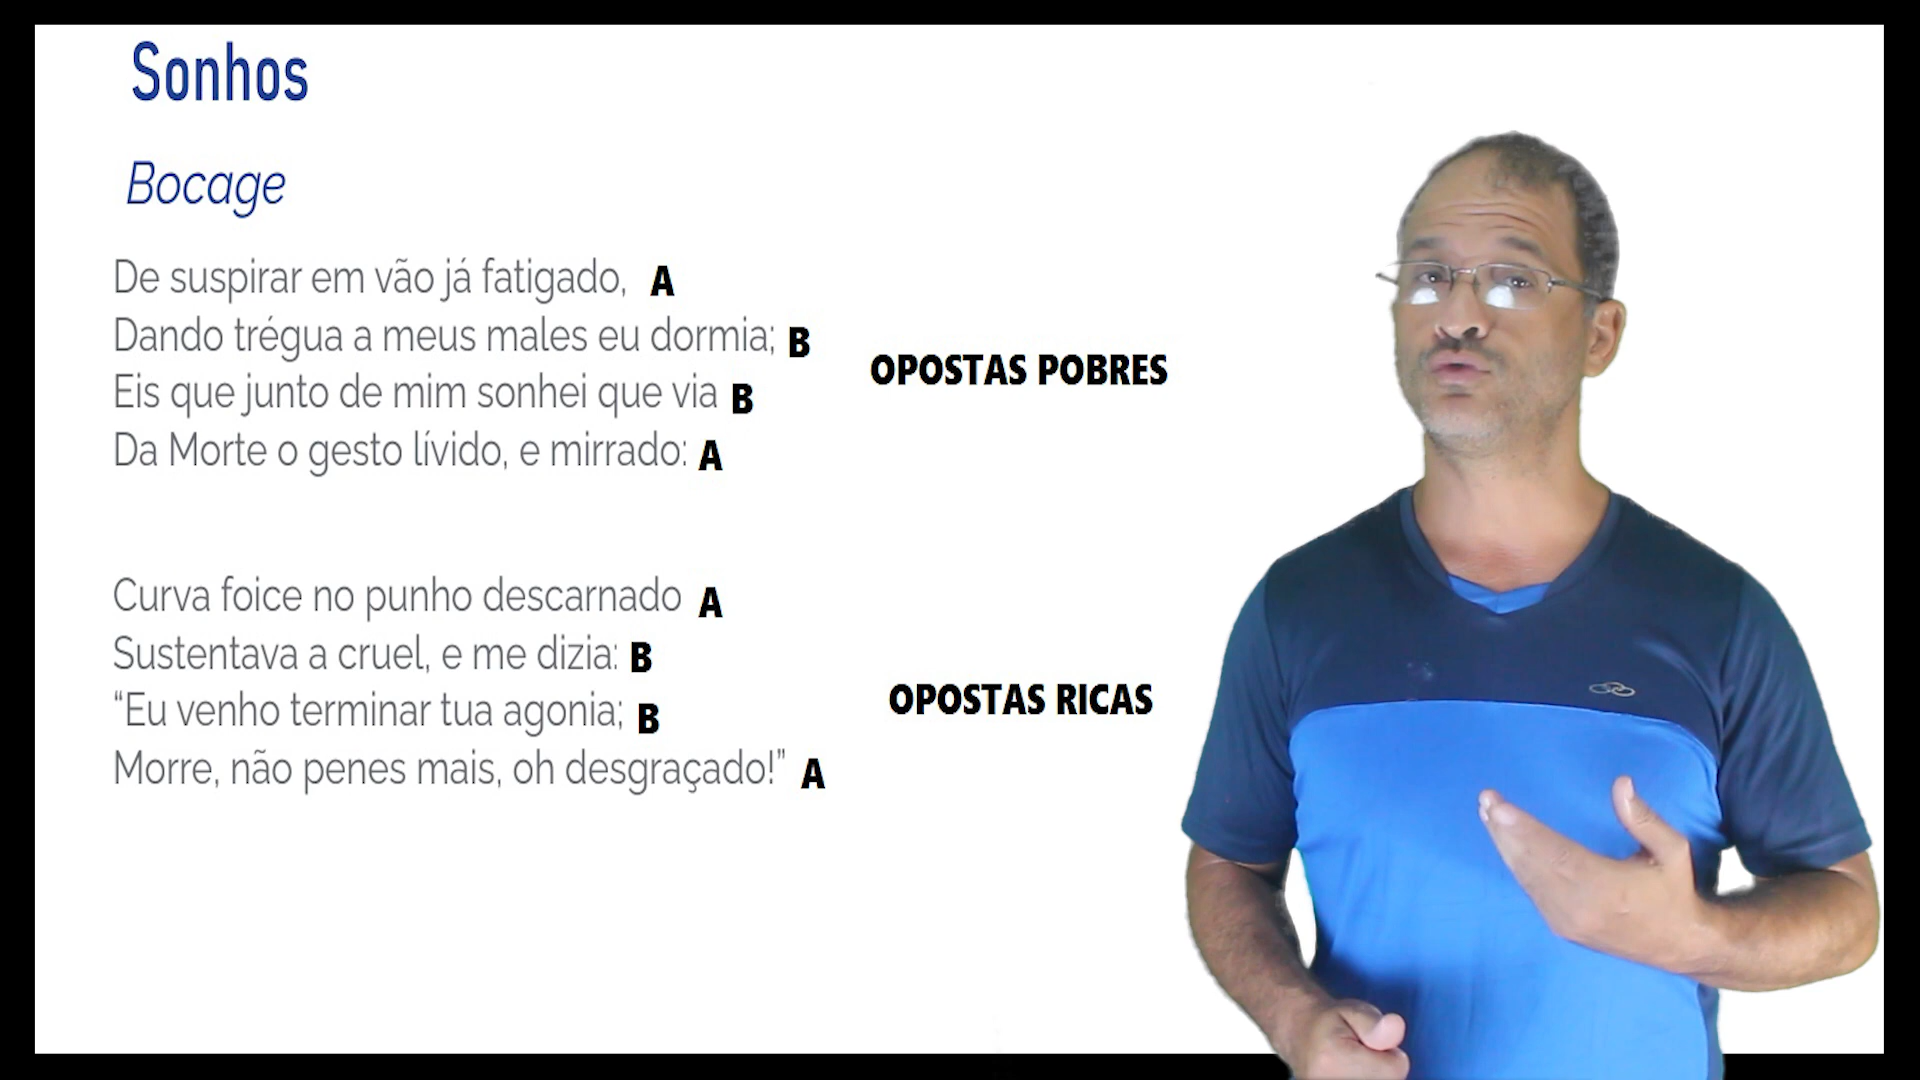 Sonhos
Bocage
De suspirar em vão já fatigado, A
Dando trégua a meus males eu dormia; B
Eis que junto de mim sonhei que via B
Da Morte o gesto lívido, e mirrado: A
OPOSTAS POBRES
Curva foice no punho descarnado A
Sustentava a cruel, e me dizia: B
“Eu venho terminar tua agonia; B
Morre, não penes mais, oh desgraçado!” A
OPOSTAS RICAS